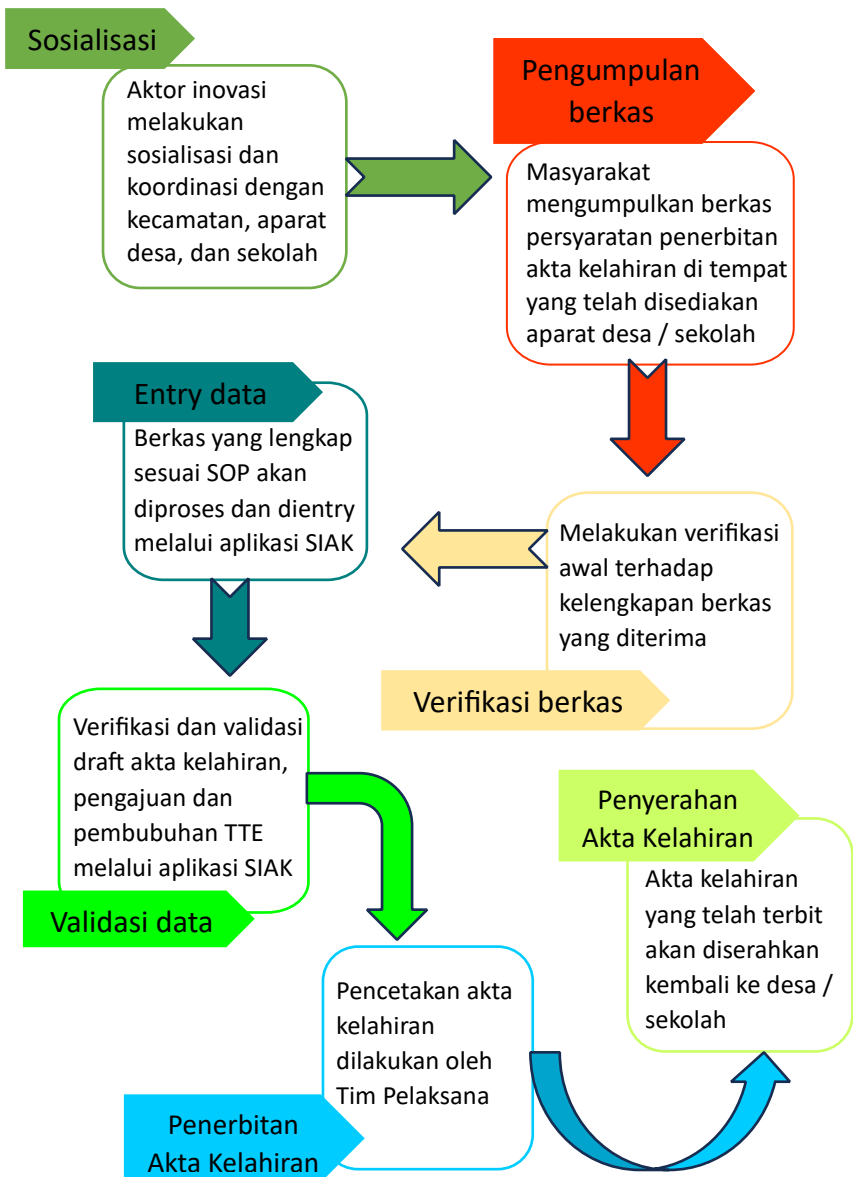 Sosialisasi
Aktor inovasi
melakukan
sosialisasi dan
koordinasi dengan
kecamatan, aparat
desa, dan sekolah
Pengumpulan
berkas
Masyarakat
mengumpulkan berkas
persyaratan penerbitan
akta kelahiran di tempat
yang telah disediakan
aparat desa / sekolah
Melakukan verifikasi
awal terhadap
kelengkapan berkas
yang diterima
Verifikasi berkas
Entry data
Berkas yang lengkap
sesuai SOP akan
diproses dan dientry
melalui aplikasi SIAK
Verifikasi dan validasi
draft akta kelahiran,
pengajuan dan
pembubuhan TTE
melalui aplikasi SIAK
Validasi data
Pencetakan akta
kelahiran
dilakukan oleh
Tim Pelaksana
Penerbitan
Akta Kelahiran
Penyerahan
Akta Kelahiran
Akta kelahiran
yang telah terbit
akan diserahkan
kembali ke desa /
sekolah